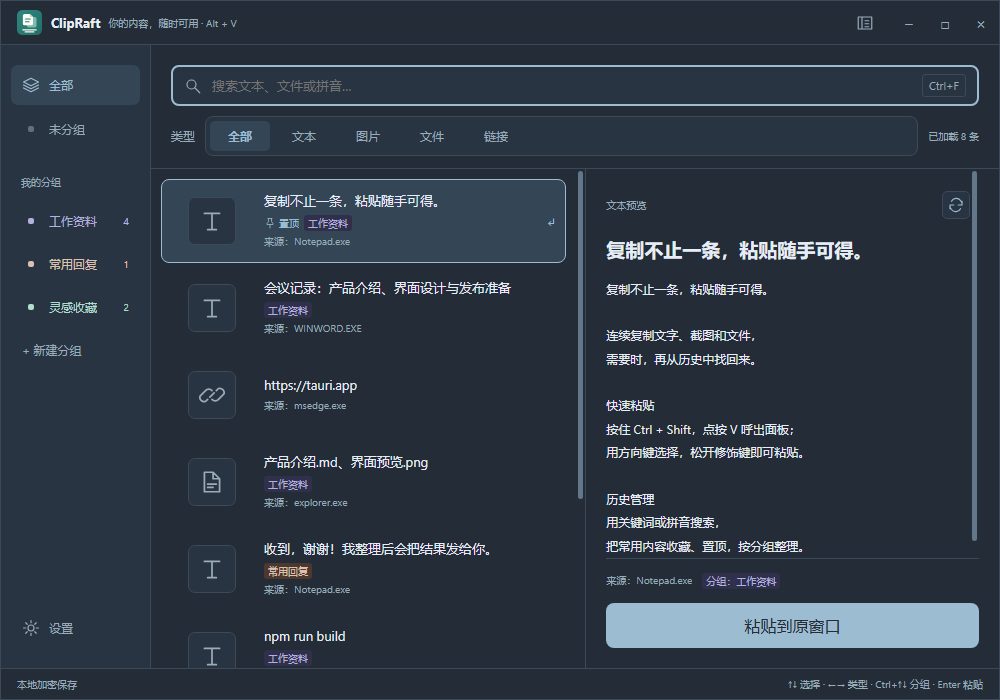 ClipRaft 你的内容，随时可用 · Alt + V
全部
未分组
我的分组
工作资料 4
常用回复 1
灵感收藏 2
+ 新建分组
设置
搜索文本、文件或拼音... Ctrl+F
类型 全部 文本 图片 文件 链接 已加载 8 条
复制不止一条，粘贴随手可得。
置顶 工作资料
来源：Notepad.exe
会议记录：产品介绍、界面设计与发布准备
工作资料
来源：WINWORD.EXE
https://tauri.app
来源：msedge.exe
产品介绍.md、界面预览.png
工作资料
来源：explorer.exe
收到，谢谢！我整理后会把结果发给你。
常用回复
来源：Notepad.exe
npm run build
工作资料
文本预览
复制不止一条，粘贴随手可得。
复制不止一条，粘贴随手可得。
连续复制文字、截图和文件，
需要时，再从历史中找回来。
快速粘贴
按住 Ctrl + Shift，点按 V 呼出面板；
用方向键选择，松开修饰键即可粘贴。
历史管理
用关键词或拼音搜索，
把常用内容收藏、置顶，按分组整理。
来源：Notepad.exe 分组：工作资料
粘贴到原窗口
本地加密保存
↑↓ 选择 · ←→ 类型 · Ctrl+↑↓ 分组 · Enter 粘贴